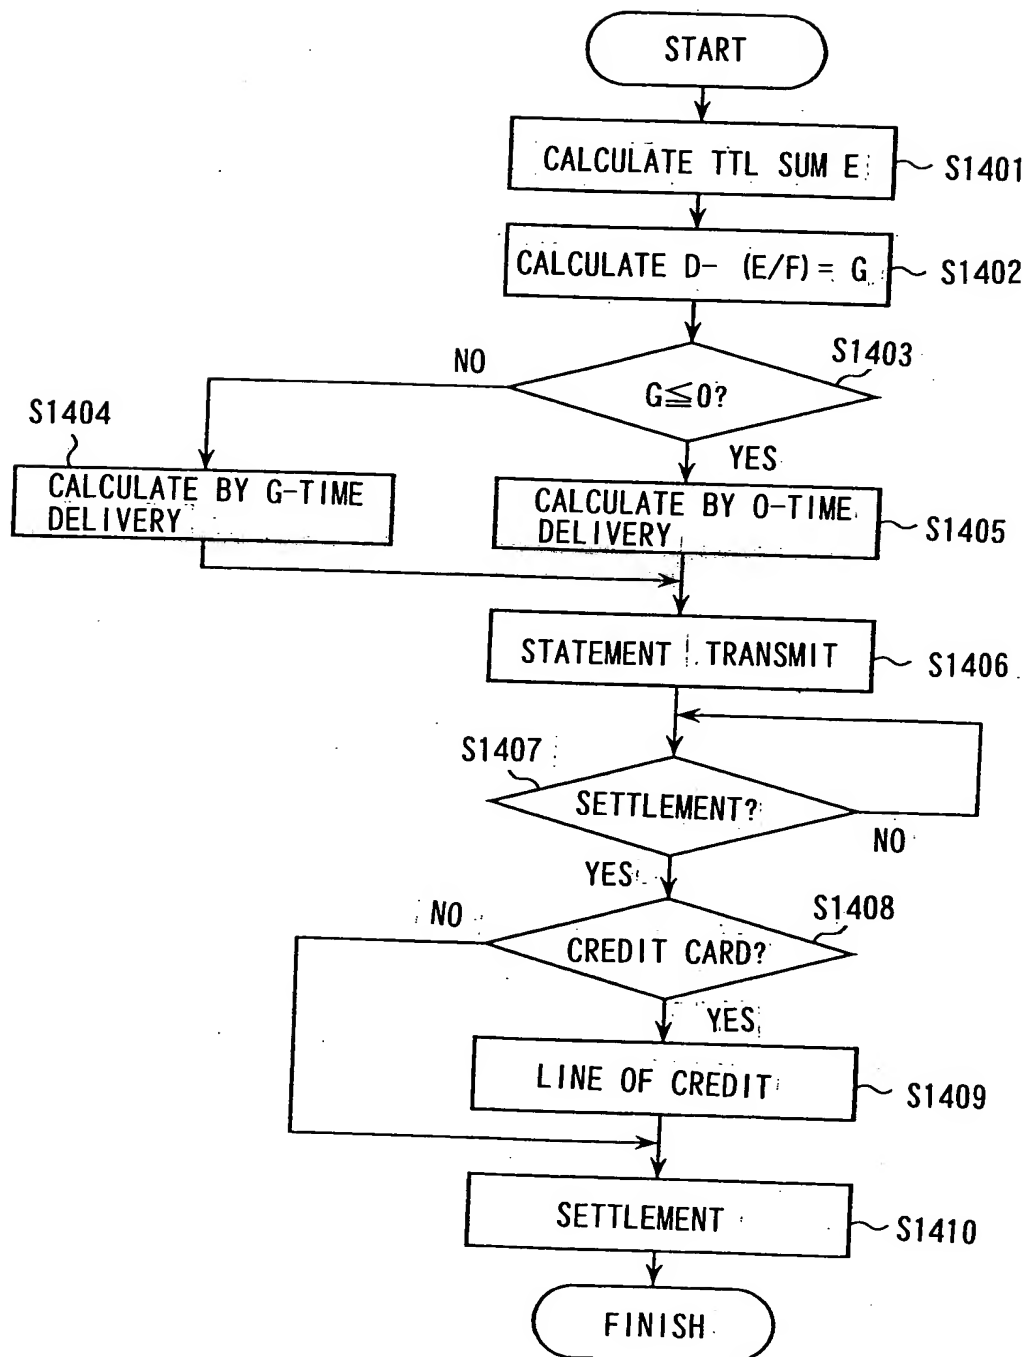 START
CALCULATE TTL SUM E
S1401
CALCULATE D- (E/F)= G
S1402
S1403
NO
G≦0?
YES
S1404
CALCULATE BY G-TIME
DELIVERY
CALCULATE BY 0-TIME
DELIVERY
S1405
STATEMENT TRANSMIT
S1406
S1407
SETTLEMENT?
NO
YES
S1408
NO
CREDIT CARD?
YES
LINE OF CREDIT
S1409
SETTLEMENT
S1410
FINISH